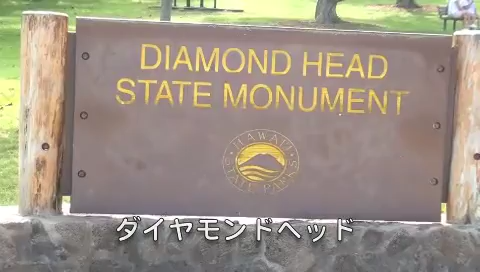 DIAMOND HEAD
STATE MONUMENT
HAWAI'I
STATE PARKS
ダイヤモンドヘッド